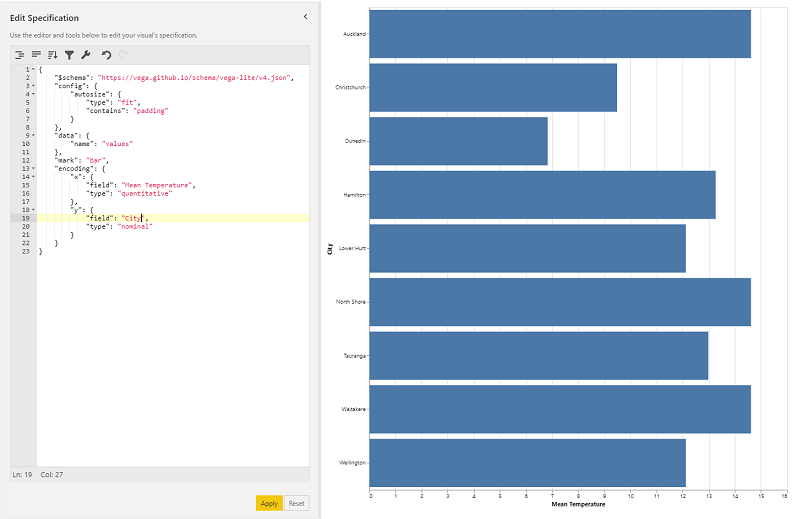 Edit Specification
Use the editor and tools below to edit your visual's specification.
1 {
2 "$schema": "https://vega.github.io/schema/vega-lite/v4.json",
3 "config": {
4 "autosize": {
5 "type": "fit",
6 "contains": "padding"
7 }
8 },
9 "data": {
10 "name": "values"
11 },
12 "mark": "bar",
13 "encoding": {
14 "x": {
15 "field": "Mean Temperature",
16 "type": "quantitative"
17 },
18 "y": {
19 "field": "City",
20 "type": "nominal"
21 }
22 }
23 }
Ln: 19 Col: 27
Apply Reset
City
Auckland
Christchurch
Dunedin
Hamilton
Lower Hutt
North Shore
Tauranga
Waitakere
Wellington
0 1 2 3 4 5 6 7 8 9 10 11 12 13 14 15 16
Mean Temperature